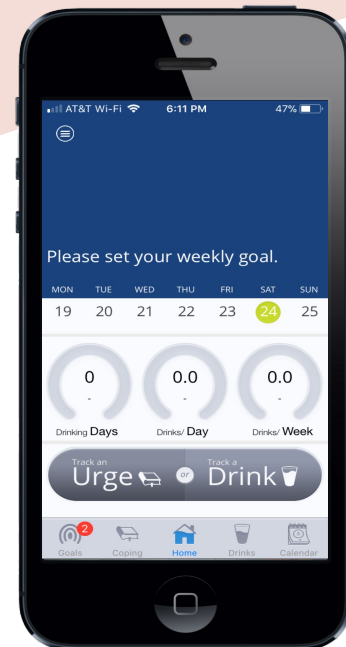 AT&T Wi-Fi 6:11 PM 47%
Please set your weekly goal.
MON TUE WED THU FRI SAT SUN
19 20 21 22 23 24 25
0 0.0 0.0
- - -
Drinking Days Drinks/ Day Drinks/ Week
Track an Track a
Urge or Drink
2
Goals Coping Home Drinks Calendar